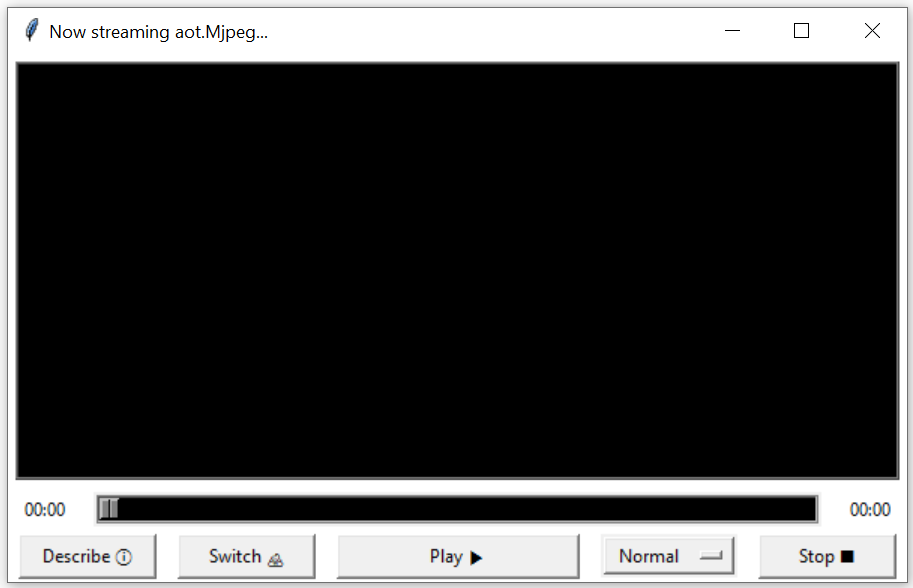 Now streaming aot.Mjpeg...
00:00 00:00
Describe ⓘ Switch Play ▶ Normal Stop ■